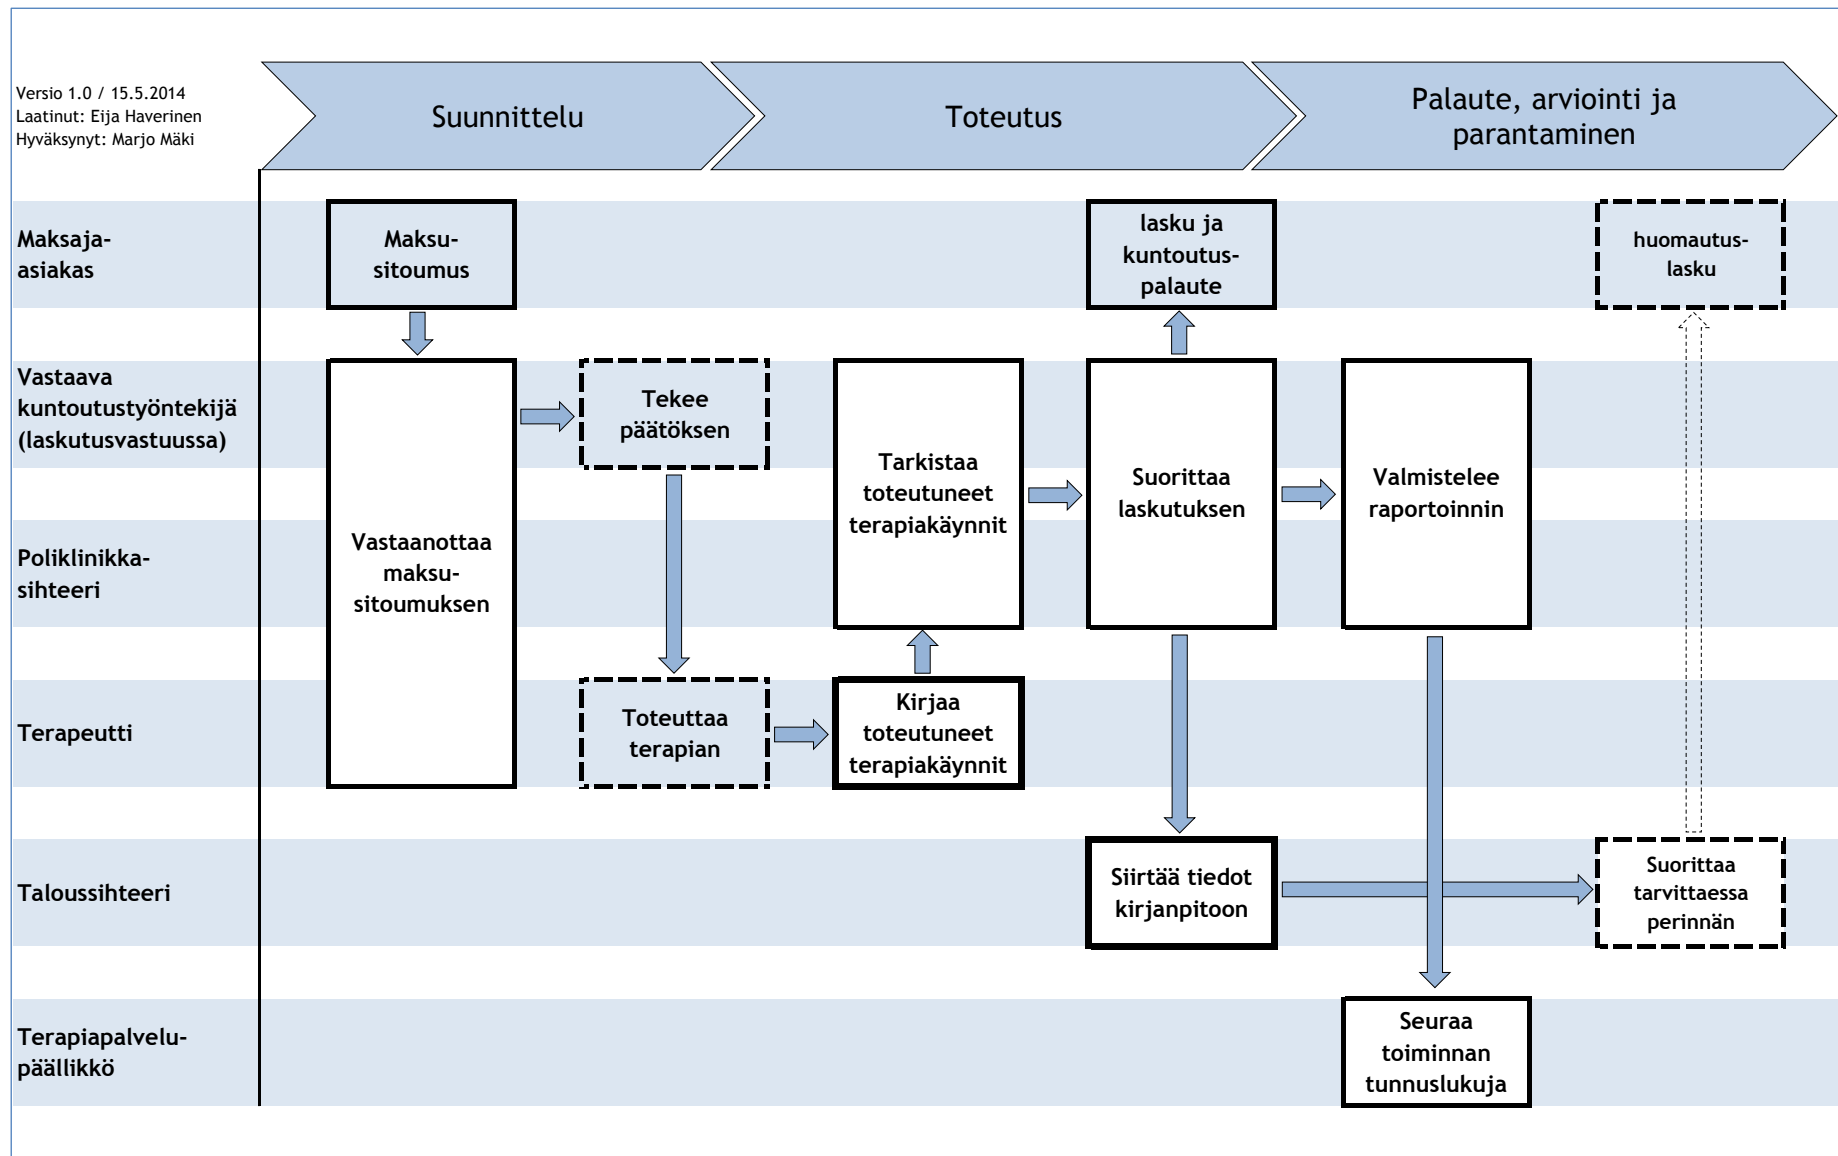 Versio 1.0 / 15.5.2014
Laatinut: Eija Haverinen
Hyväksynyt: Marjo Mäki
Suunnittelu
Toteutus
Palaute, arviointi ja
parantaminen
Maksaja-
asiakas
Maksu-
sitoumus
lasku ja
kuntoutus-
palaute
huomautus-
lasku
Vastaava
kuntoutustyöntekijä
(laskutusvastuussa)
Tekee
päätöksen
Tarkistaa
toteutuneet
terapiakäynnit
Suorittaa
laskutuksen
Valmistelee
raportoinnin
Poliklinikka-
sihteeri
Vastaanottaa
maksu-
sitoumuksen
Terapeutti
Toteuttaa
terapian
Kirjaa
toteutuneet
terapiakäynnit
Taloussihteeri
Siirtää tiedot
kirjanpitoon
Suorittaa
tarvittaessa
perinnän
Terapiapalvelu-
päällikkö
Seuraa
toiminnan
tunnuslukuja